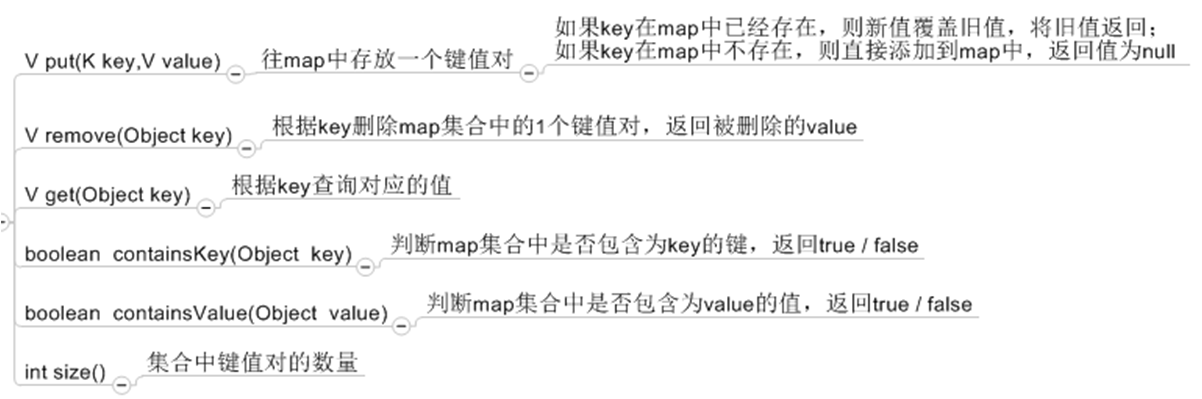 V put(K key,V value)
往map中存放一个键值对
如果key在map中已经存在，则新值覆盖旧值，将旧值返回；
如果key在map中不存在，则直接添加到map中，返回值为null
V remove(Object key)
根据key删除map集合中的1个键值对，返回被删除的value
V get(Object key)
根据key查询对应的值
boolean  containsKey(Object  key)
判断map集合中是否包含为key的键，返回true / false
boolean  containsValue(Object  value)
判断map集合中是否包含为value的值，返回true / false
int size()
集合中键值对的数量